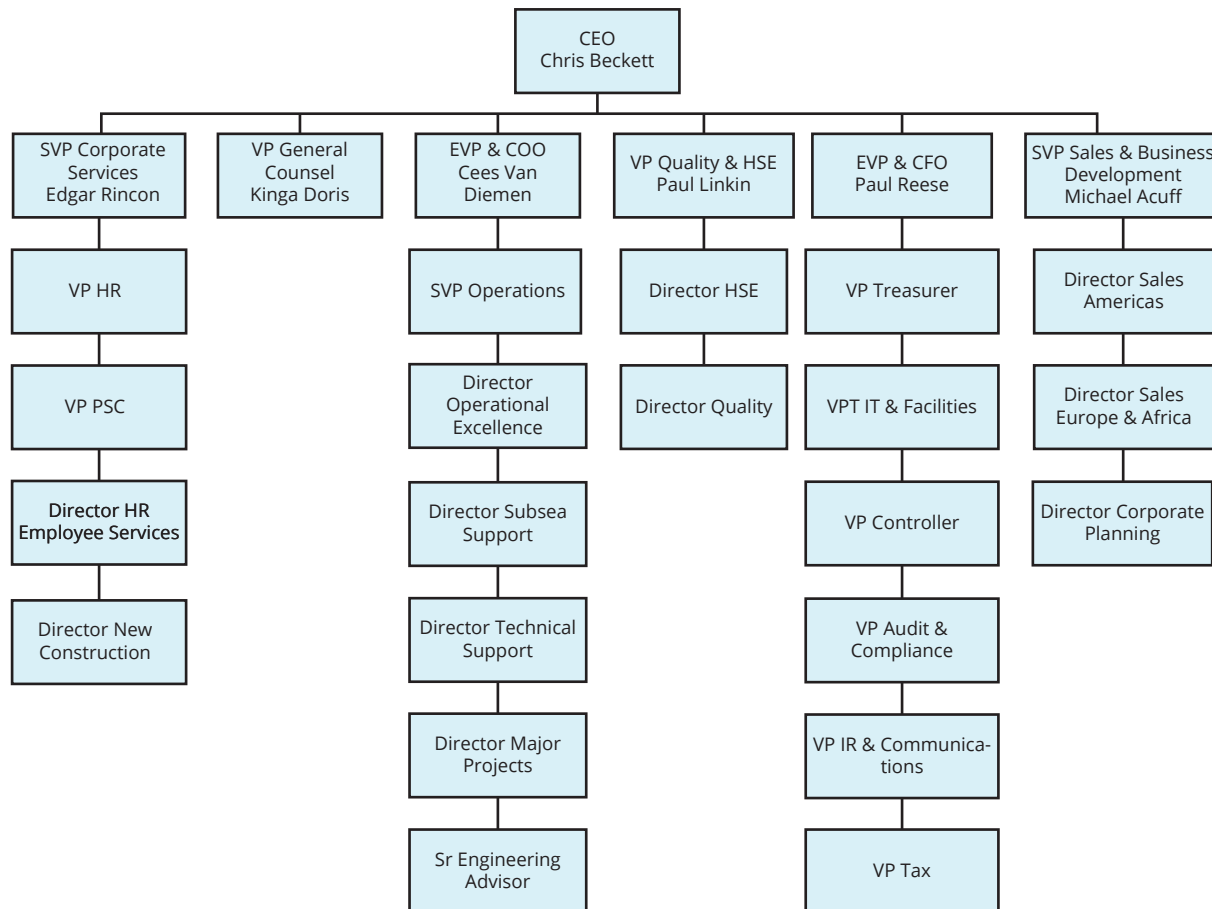 CEO
Chris Beckett
SVP Corporate
Services
Edgar Rincon
VP General
Counsel
Kinga Doris
EVP & COO
Cees Van
Diemen
VP Quality & HSE
Paul Linkin
EVP & CFO
Paul Reese
SVP Sales & Business
Development
Michael Acuff
VP HR
SVP Operations
Director HSE
VP Treasurer
Director Sales
Americas
VP PSC
Director
Operational
Excellence
Director Quality
VPT IT & Facilities
Director Sales
Europe & Africa
Director HR
Employee Services
Director Subsea
Support
VP Controller
Director Corporate
Planning
Director New
Construction
Director Technical
Support
VP Audit &
Compliance
Director Major
Projects
VP IR & Communica-
tions
Sr Engineering
Advisor
VP Tax